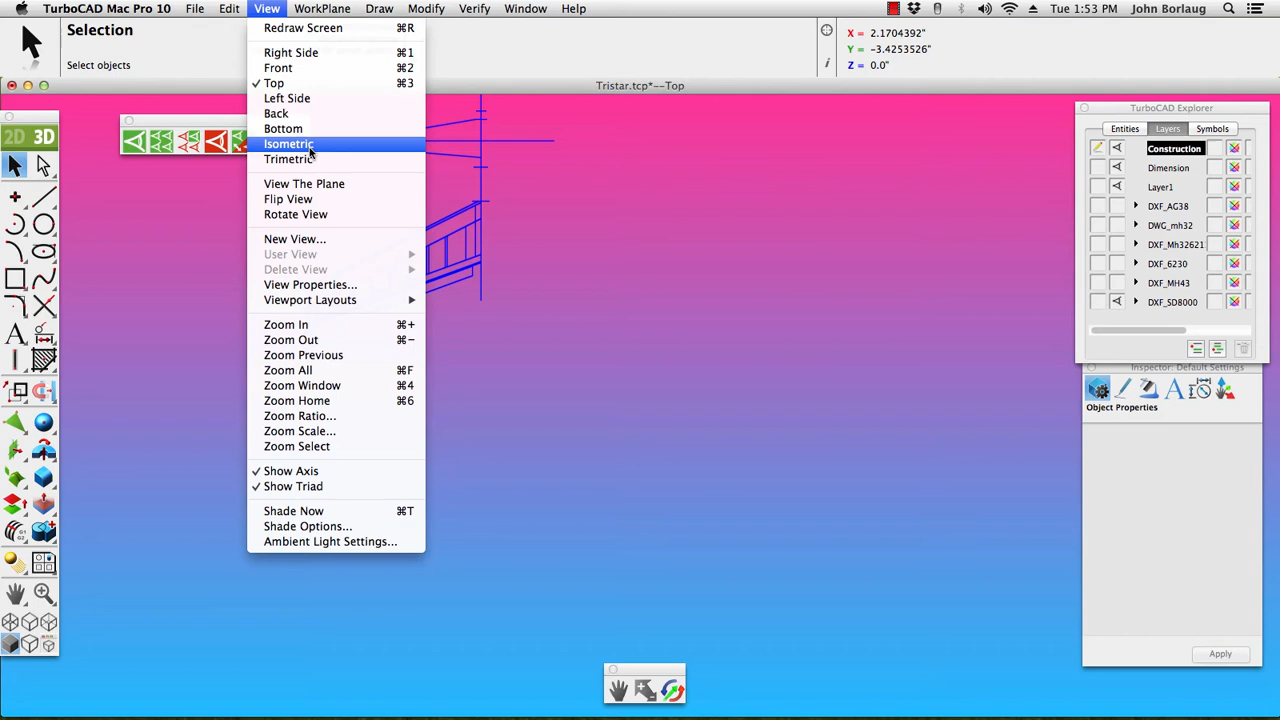 TurboCAD Mac Pro 10 File Edit View WorkPlane Draw Modify Verify Window Help Tue 1:53 PM John Borlaug
Selection
Select objects
X = 2.1704392"
Y = -3.4253526"
Z = 0.0"
i
Tristar.tcp*--Top
Redraw Screen ⌘R
Right Side ⌘1
Front ⌘2
✓ Top ⌘3
Left Side
Back
Bottom
Isometric
Trimetric
View The Plane
Flip View
Rotate View
New View...
User View
Delete View
View Properties...
Viewport Layouts
Zoom In ⌘+
Zoom Out ⌘−
Zoom Previous
Zoom All ⌘F
Zoom Window ⌘4
Zoom Home ⌘6
Zoom Ratio...
Zoom Scale...
Zoom Select
✓ Show Axis
✓ Show Triad
Shade Now ⌘T
Shade Options...
Ambient Light Settings...
2D 3D
TurboCAD Explorer
Entities Layers Symbols
Construction
Dimension
Layer1
DXF_AG38
DWG_mh32
DXF_Mh32621
DXF_6230
DXF_MH43
DXF_SD8000
Inspector: Default Settings
Object Properties
Apply